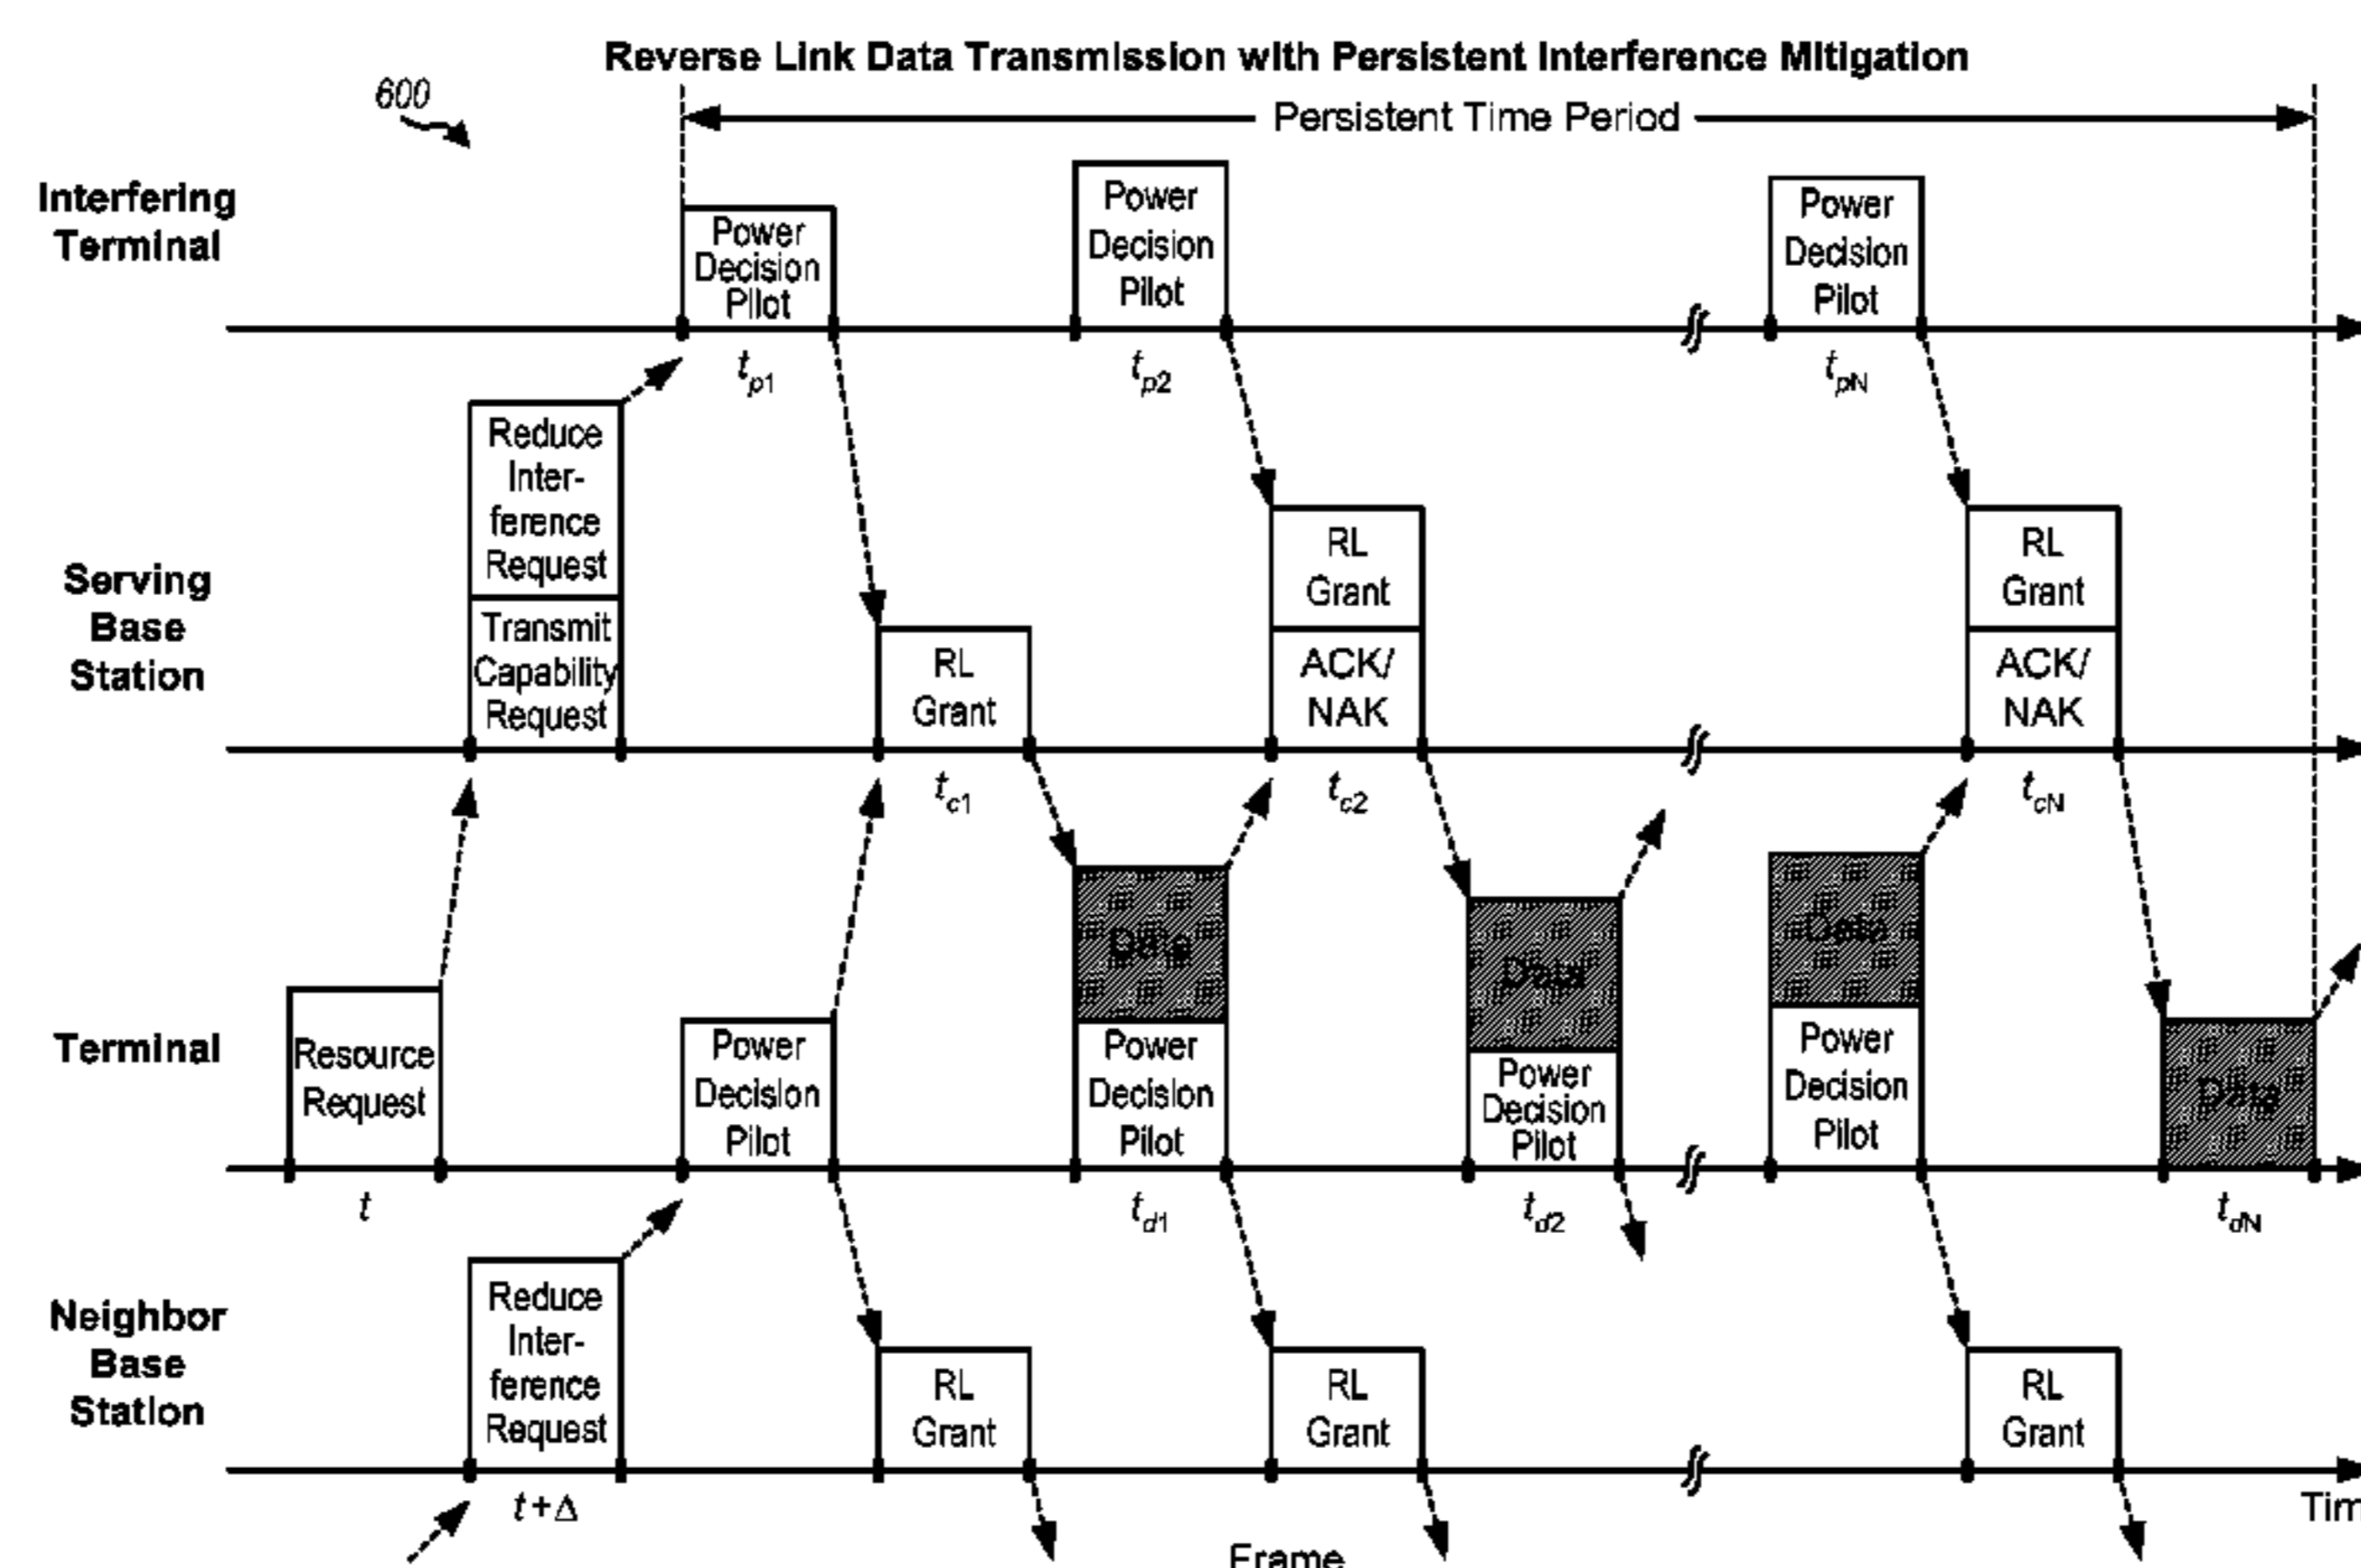 Reverse Link Data Transmission with Persistent Interference Mitigation
600
Persistent Time Period
Interfering
Terminal
Power
Decision
Pilot
Power
Decision
Pilot
Power
Decision
Pilot
tp1
tp2
tpN
Serving
Base
Station
Reduce
Inter-
ference
Request
Transmit
Capability
Request
RL
Grant
RL
Grant
ACK/
NAK
RL
Grant
ACK/
NAK
tc1
tc2
tcN
Terminal
Resource
Request
Power
Decision
Pilot
Data
Power
Decision
Pilot
Data
Power
Decision
Pilot
Data
Power
Decision
Pilot
Data
t
td1
td2
tdN
Neighbor
Base
Station
Reduce
Inter-
ference
Request
RL
Grant
RL
Grant
RL
Grant
t+Δ
Tim
Frame